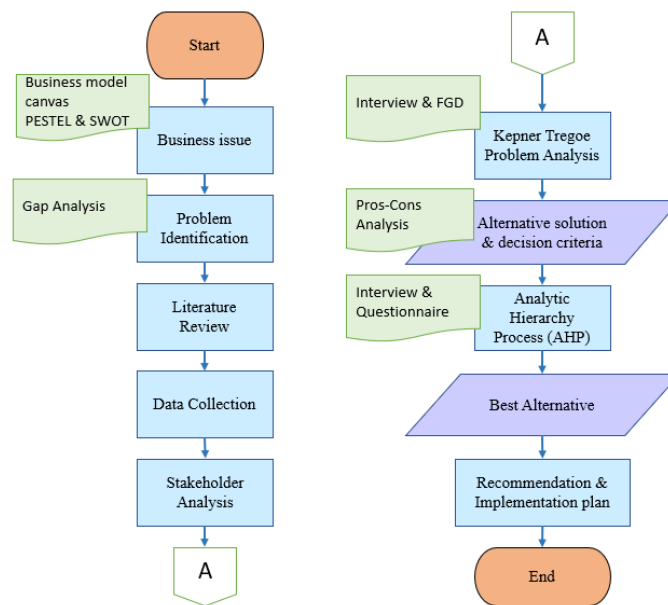 Start
Business model
canvas
PESTEL & SWOT
Business issue
Gap Analysis
Problem
Identification
Literature
Review
Data Collection
Stakeholder
Analysis
A
A
Interview & FGD
Kepner Tregoe
Problem Analysis
Pros-Cons
Analysis
Alternative solution
& decision criteria
Interview &
Questionnaire
Analytic
Hierarchy
Process (AHP)
Best Alternative
Recommendation &
Implementation plan
End